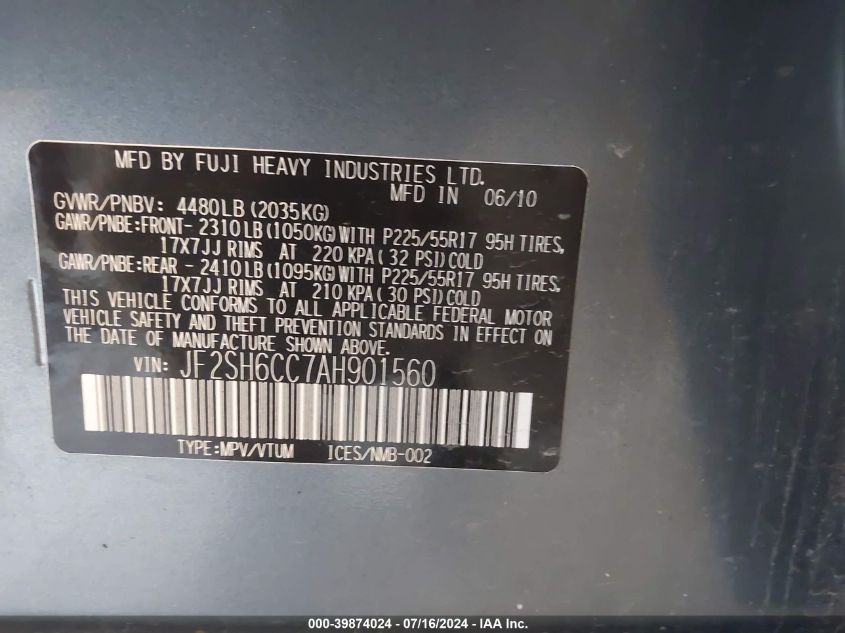 MFD BY FUJI HEAVY INDUSTRIES LTD.
MFD IN 06/10
GVWR/PNBV: 4480LB(2035KG)
GAWR/PNBE:FRONT- 2310LB(1050KG)WITH P225/55R17 95H TIRES,
17X7JJ RIMS AT 220 KPA( 32 PSI)COLD
GAWR/PNBE:REAR - 2410LB(1095KG)WITH P225/55R17 95H TIRES,
17X7JJ RIMS AT 210 KPA( 30 PSI)COLD
THIS VEHICLE CONFORMS TO ALL APPLICABLE FEDERAL MOTOR
VEHICLE SAFETY AND THEFT PREVENTION STANDARDS IN EFFECT ON
THE DATE OF MANUFACTURE SHOWN ABOVE.
VIN: JF2SH6CC7AH901560
TYPE:MPV/VTUM ICES/NMB-002
000-39874024 - 07/16/2024 - IAA Inc.